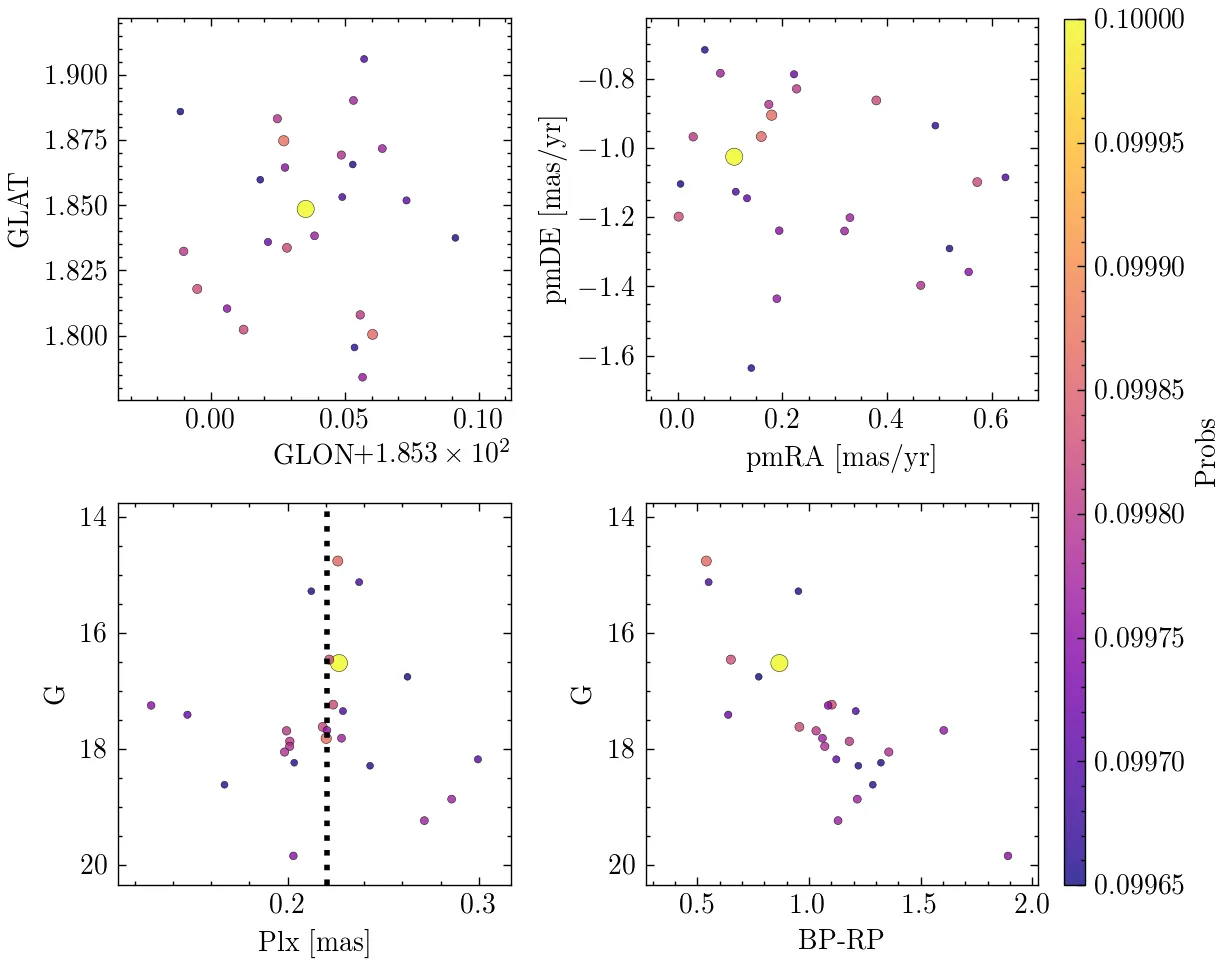 1.900
1.875
1.850
1.825
1.800
GLAT
0.00 0.05 0.10
GLON+1.853 × 10²
−0.8
−1.0
−1.2
−1.4
−1.6
pmDE [mas/yr]
0.0 0.2 0.4 0.6
pmRA [mas/yr]
14
16
18
20
G
0.2 0.3
Plx [mas]
14
16
18
20
G
0.5 1.0 1.5 2.0
BP-RP
0.10000
0.09995
0.09990
0.09985
0.09980
0.09975
0.09970
0.09965
Probs